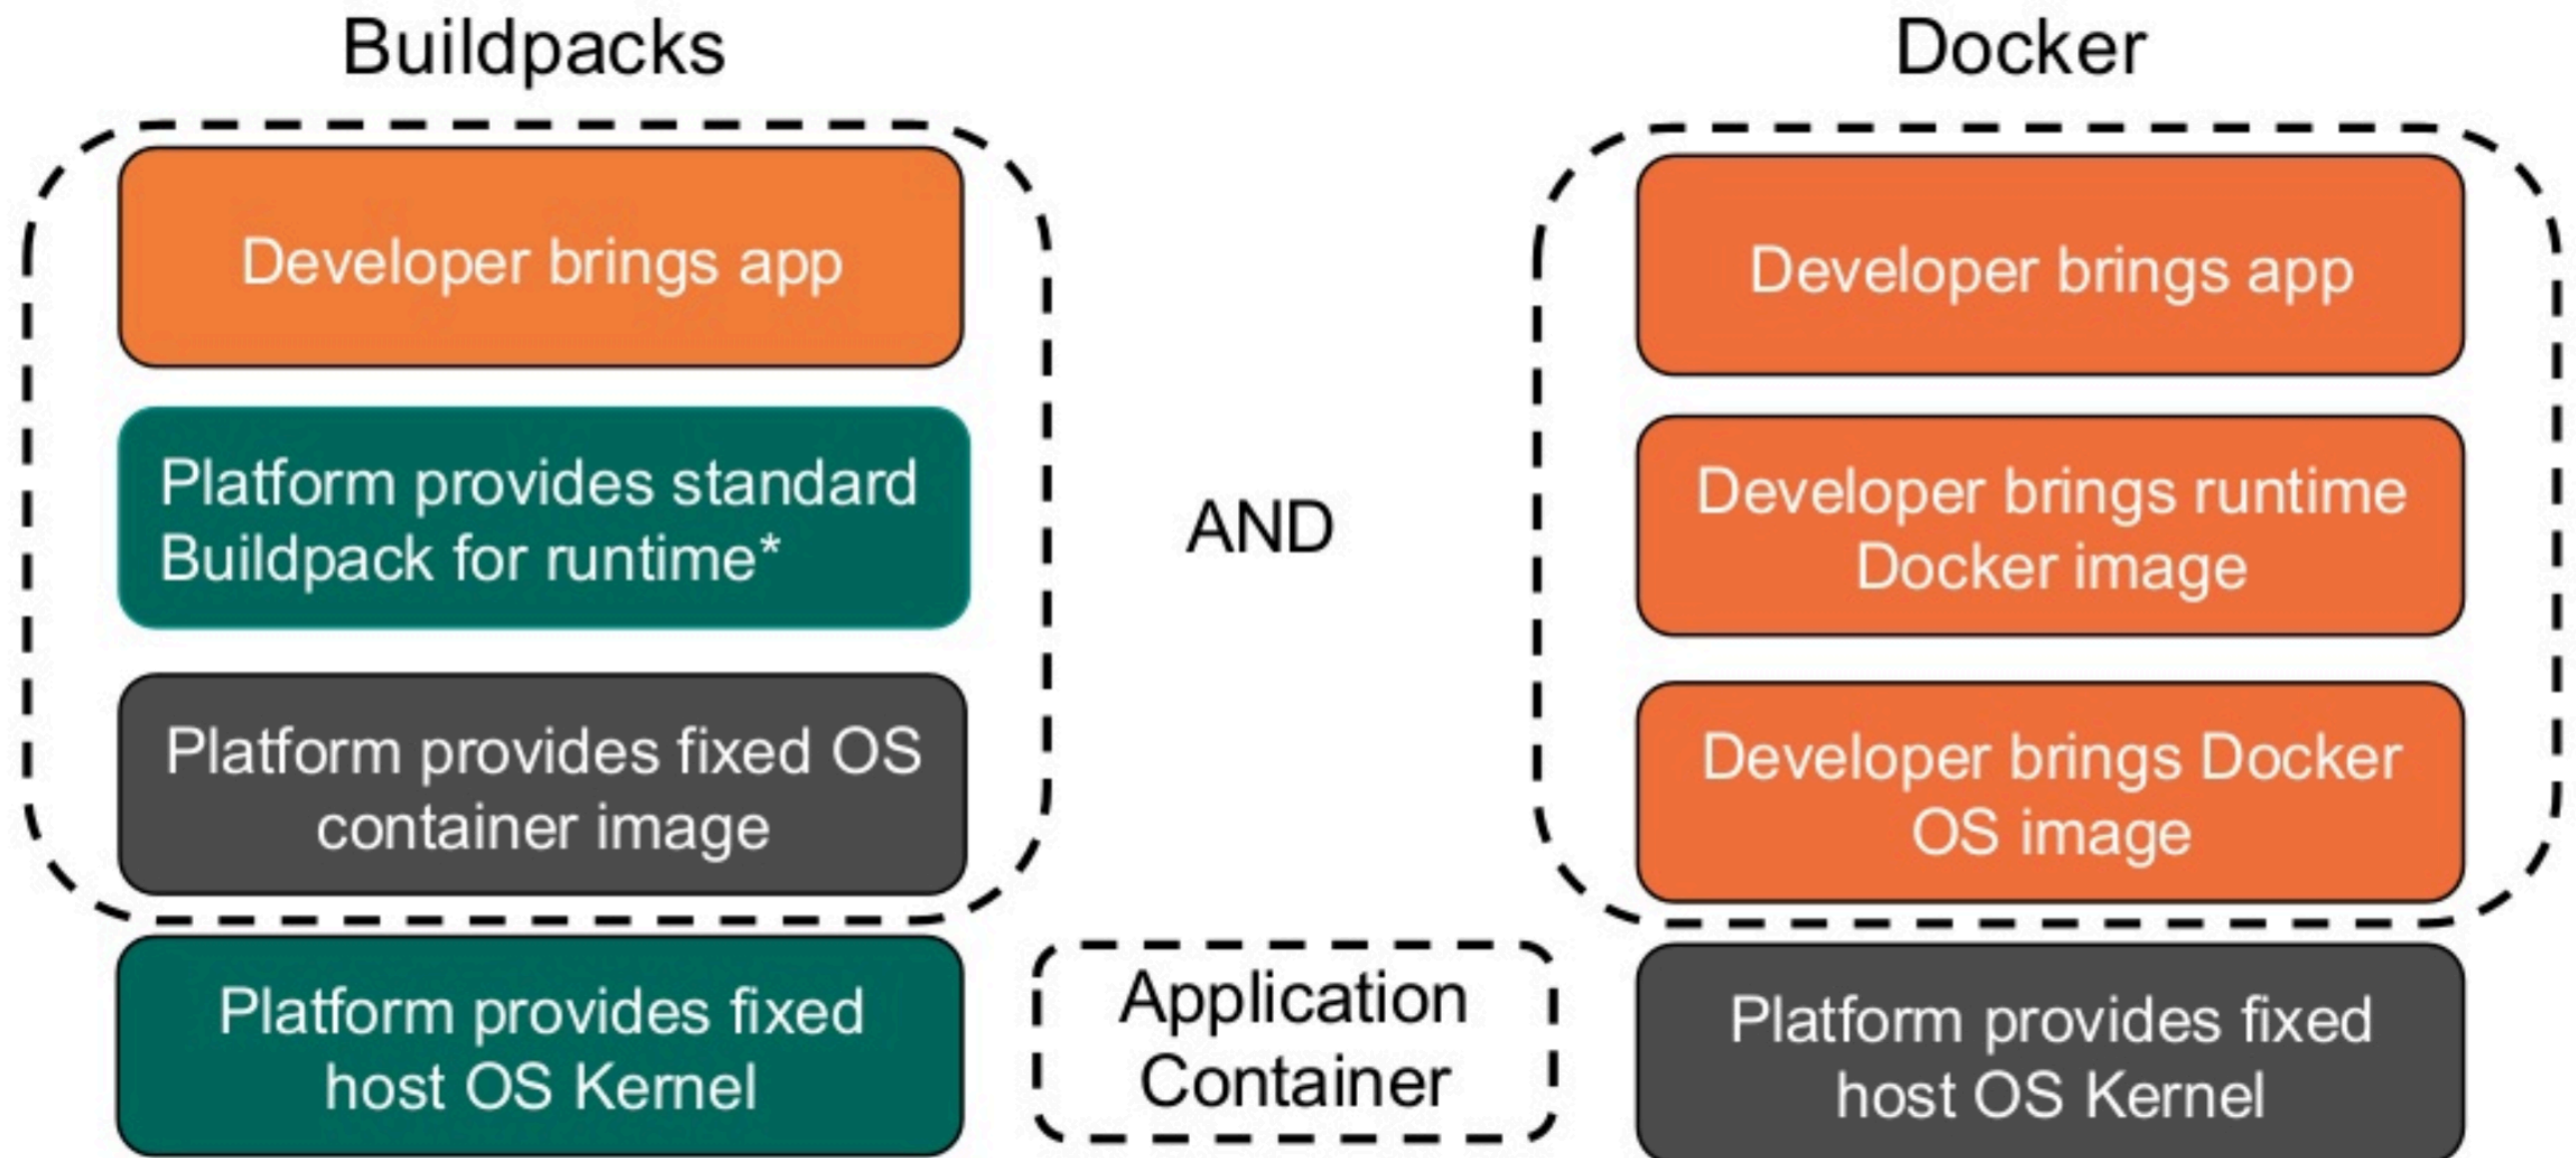 Buildpacks
Developer brings app
Platform provides standard
Buildpack for runtime*
Platform provides fixed OS
container image
Platform provides fixed
host OS Kernel
AND
Application
Container
Docker
Developer brings app
Developer brings runtime
Docker image
Developer brings Docker
OS image
Platform provides fixed
host OS Kernel